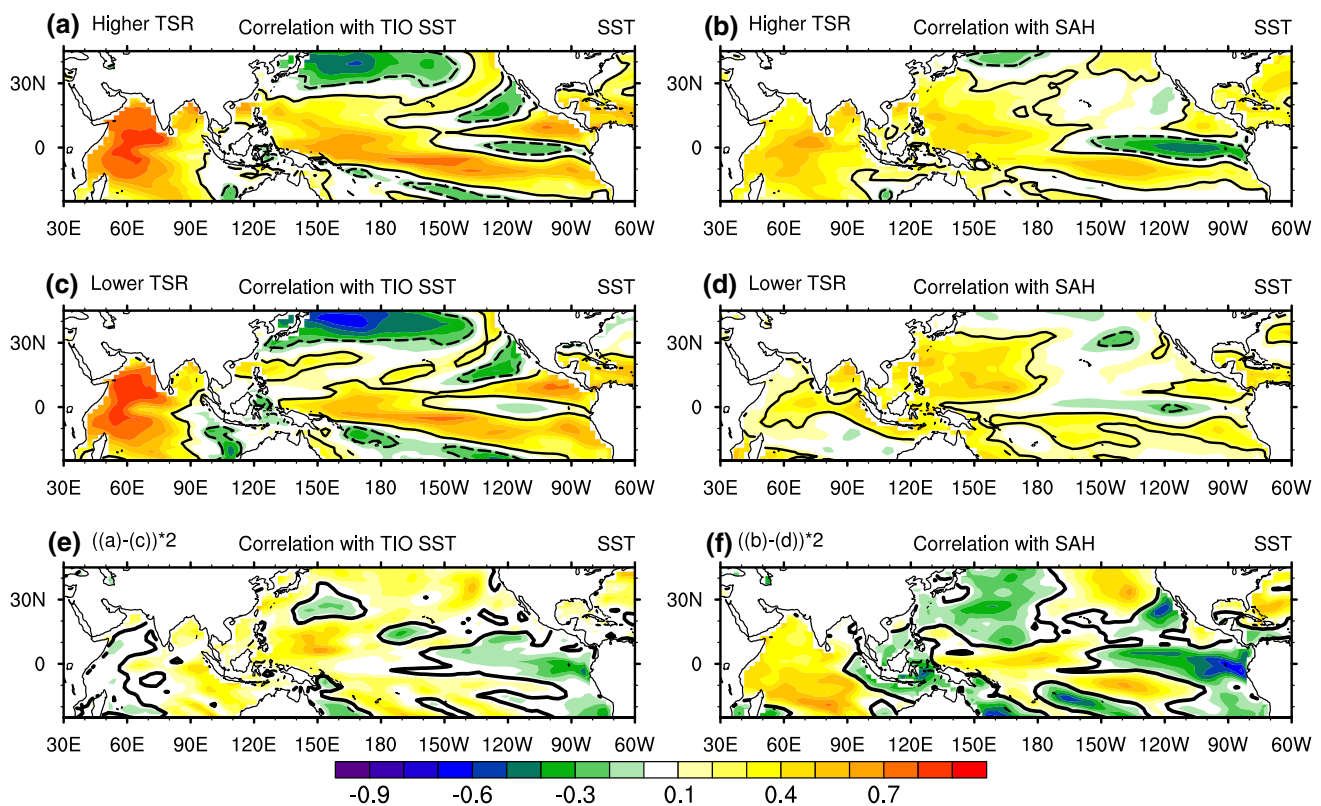 (a) Higher TSR Correlation with TIO SST SST
(b) Higher TSR Correlation with SAH SST
30N
0
30E 60E 90E 120E 150E 180E 150W 120W 90W 60W
30N
0
30E 60E 90E 120E 150E 180E 150W 120W 90W 60W
(c) Lower TSR Correlation with TIO SST SST
(d) Lower TSR Correlation with SAH SST
30N
0
30E 60E 90E 120E 150E 180E 150W 120W 90W 60W
30N
0
30E 60E 90E 120E 150E 180E 150W 120W 90W 60W
(e) ((a)-(c))*2 Correlation with TIO SST SST
(f) ((b)-(d))*2 Correlation with SAH SST
30N
0
30E 60E 90E 120E 150E 180E 150W 120W 90W 60W
30N
0
30E 60E 90E 120E 150E 180E 150W 120W 90W 60W
-0.9 -0.6 -0.3 0.1 0.4 0.7